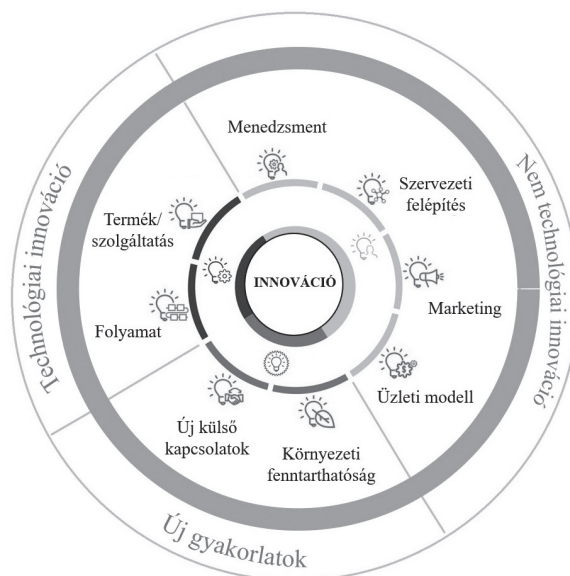 Menedzsment
Szervezeti
felépítés
Marketing
Üzleti modell
Környezeti
fenntarthatóság
Új külső
kapcsolatok
Folyamat
Termék/
szolgáltatás
INNOVÁCIÓ
Technológiai innováció
Nem technológiai innováció
Új gyakorlatok